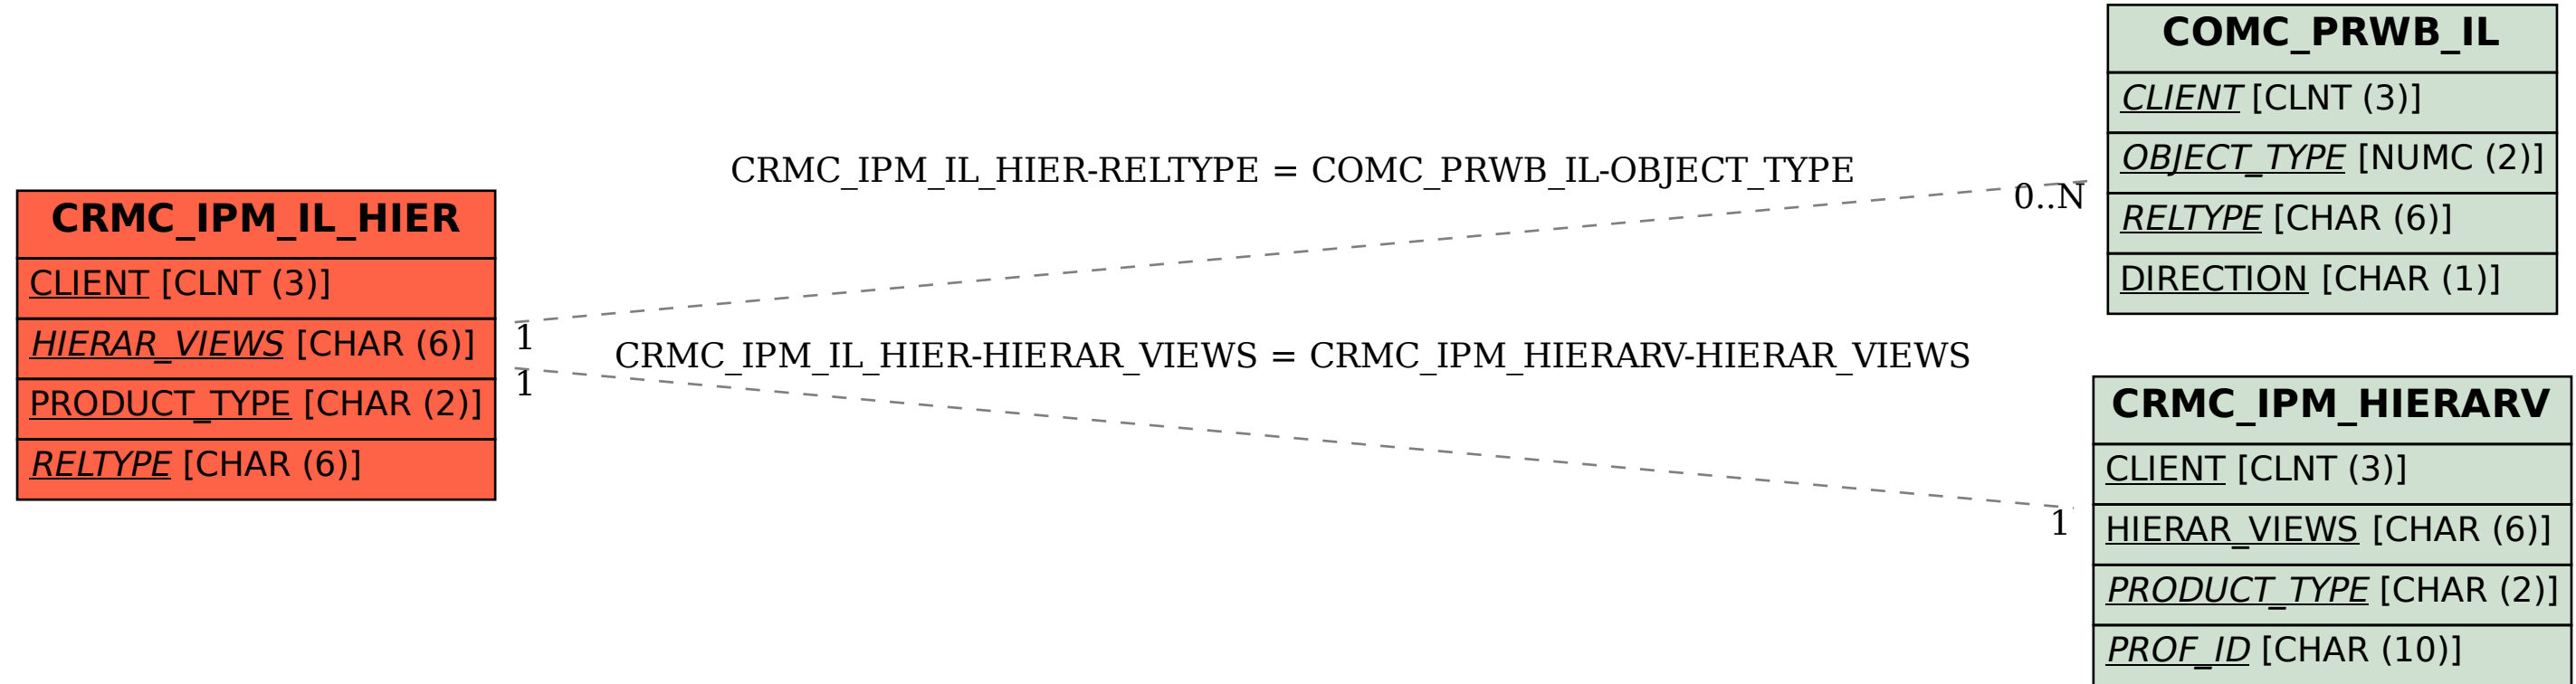 CRMC_IPM_IL_HIER
CLIENT [CLNT (3)]
HIERAR_VIEWS [CHAR (6)]
PRODUCT_TYPE [CHAR (2)]
RELTYPE [CHAR (6)]
CRMC_IPM_IL_HIER-RELTYPE = COMC_PRWB_IL-OBJECT_TYPE
0..N
1
CRMC_IPM_IL_HIER-HIERAR_VIEWS = CRMC_IPM_HIERARV-HIERAR_VIEWS
1
1
COMC_PRWB_IL
CLIENT [CLNT (3)]
OBJECT_TYPE [NUMC (2)]
RELTYPE [CHAR (6)]
DIRECTION [CHAR (1)]
CRMC_IPM_HIERARV
CLIENT [CLNT (3)]
HIERAR_VIEWS [CHAR (6)]
PRODUCT_TYPE [CHAR (2)]
PROF_ID [CHAR (10)]